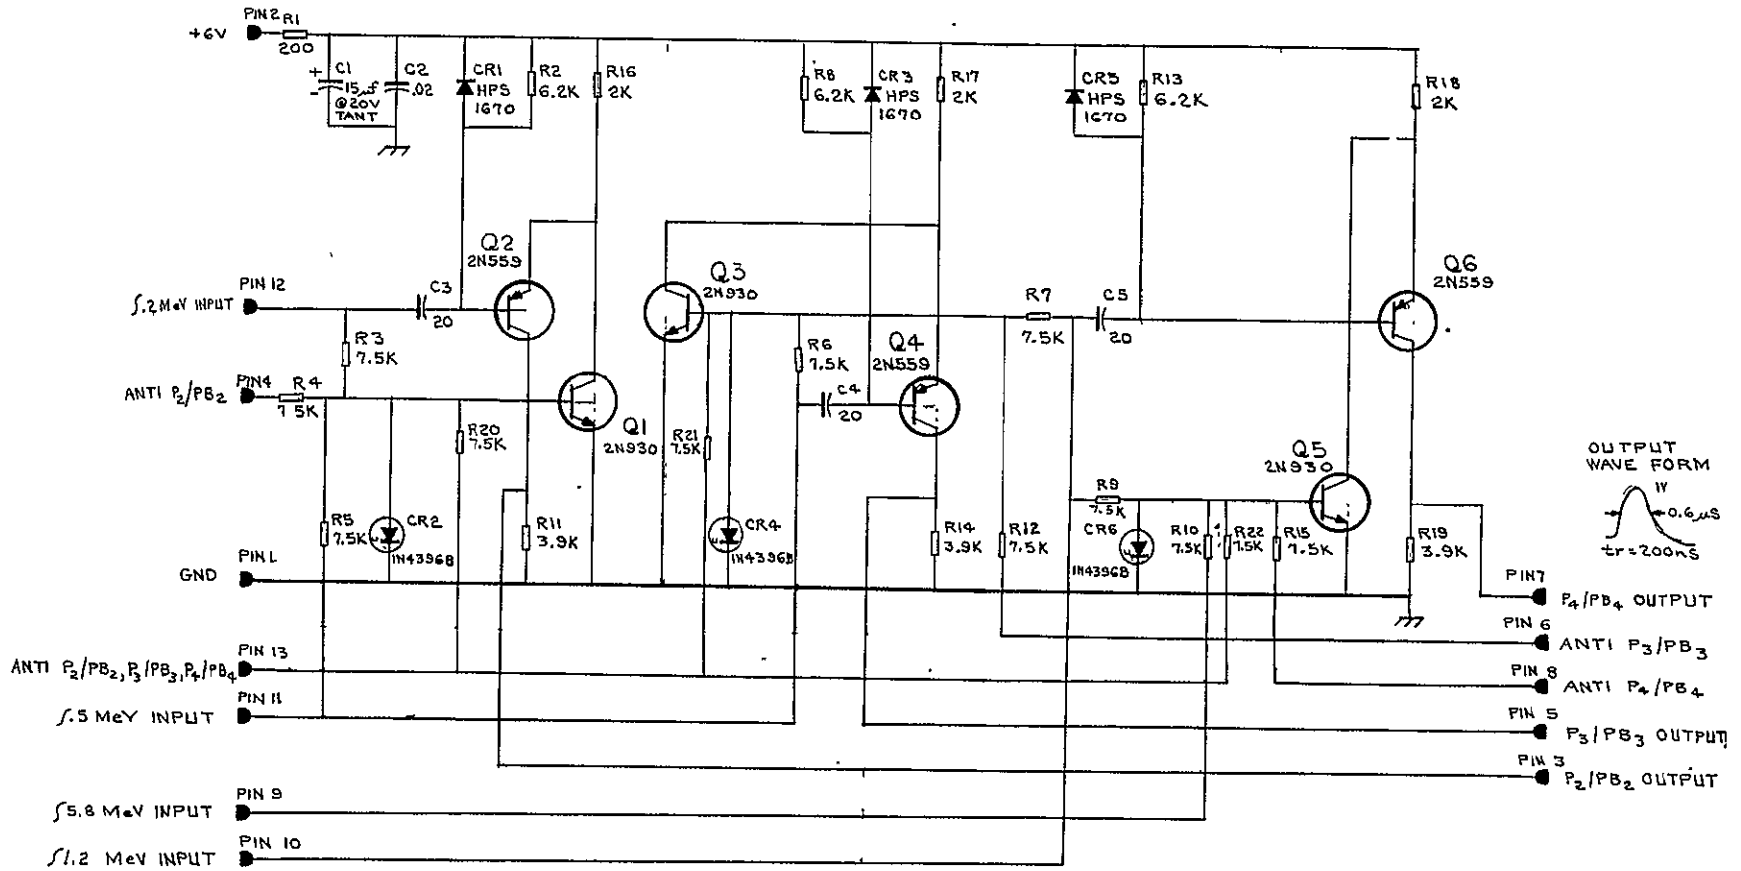 PIN2
+6V
R1
200
+
C1
15µf
@20V
TANT
-
C2
.02
CR1
HPS
1670
R2
6.2K
R16
2K
R8
6.2K
CR3
HPS
1670
R17
2K
CR5
HPS
1670
R13
6.2K
R18
2K
Q2
2N559
Q3
2N930
Q6
2N559
PIN 12
∫.2 MeV INPUT
C3
20
R3
7.5K
R6
7.5K
Q4
2N559
C4
20
R7
7.5K
C5
20
ANTI P2/PB2
PIN4
R4
7.5K
R20
7.5K
Q1
2N930
R21
7.5K
Q5
2N930
OUTPUT
WAVE FORM
1V
0.6µS
tr=200nS
R5
7.5K
CR2
1N4396B
R11
3.9K
CR4
1N4396B
R14
3.9K
R12
7.5K
R9
7.5K
CR6
1N4396B
R10
7.5K
R22
7.5K
R15
7.5K
R19
3.9K
PIN 1
GND
PIN7
P4/PB4 OUTPUT
PIN 6
ANTI P3/PB3
PIN 13
ANTI P2/PB2, P3/PB3, P4/PB4
PIN 8
ANTI P4/PB4
PIN 11
∫.5 MeV INPUT
PIN 5
P3/PB3 OUTPUT
PIN 3
P2/PB2 OUTPUT
PIN 9
∫5.8 MeV INPUT
PIN 10
∫1.2 MeV INPUT